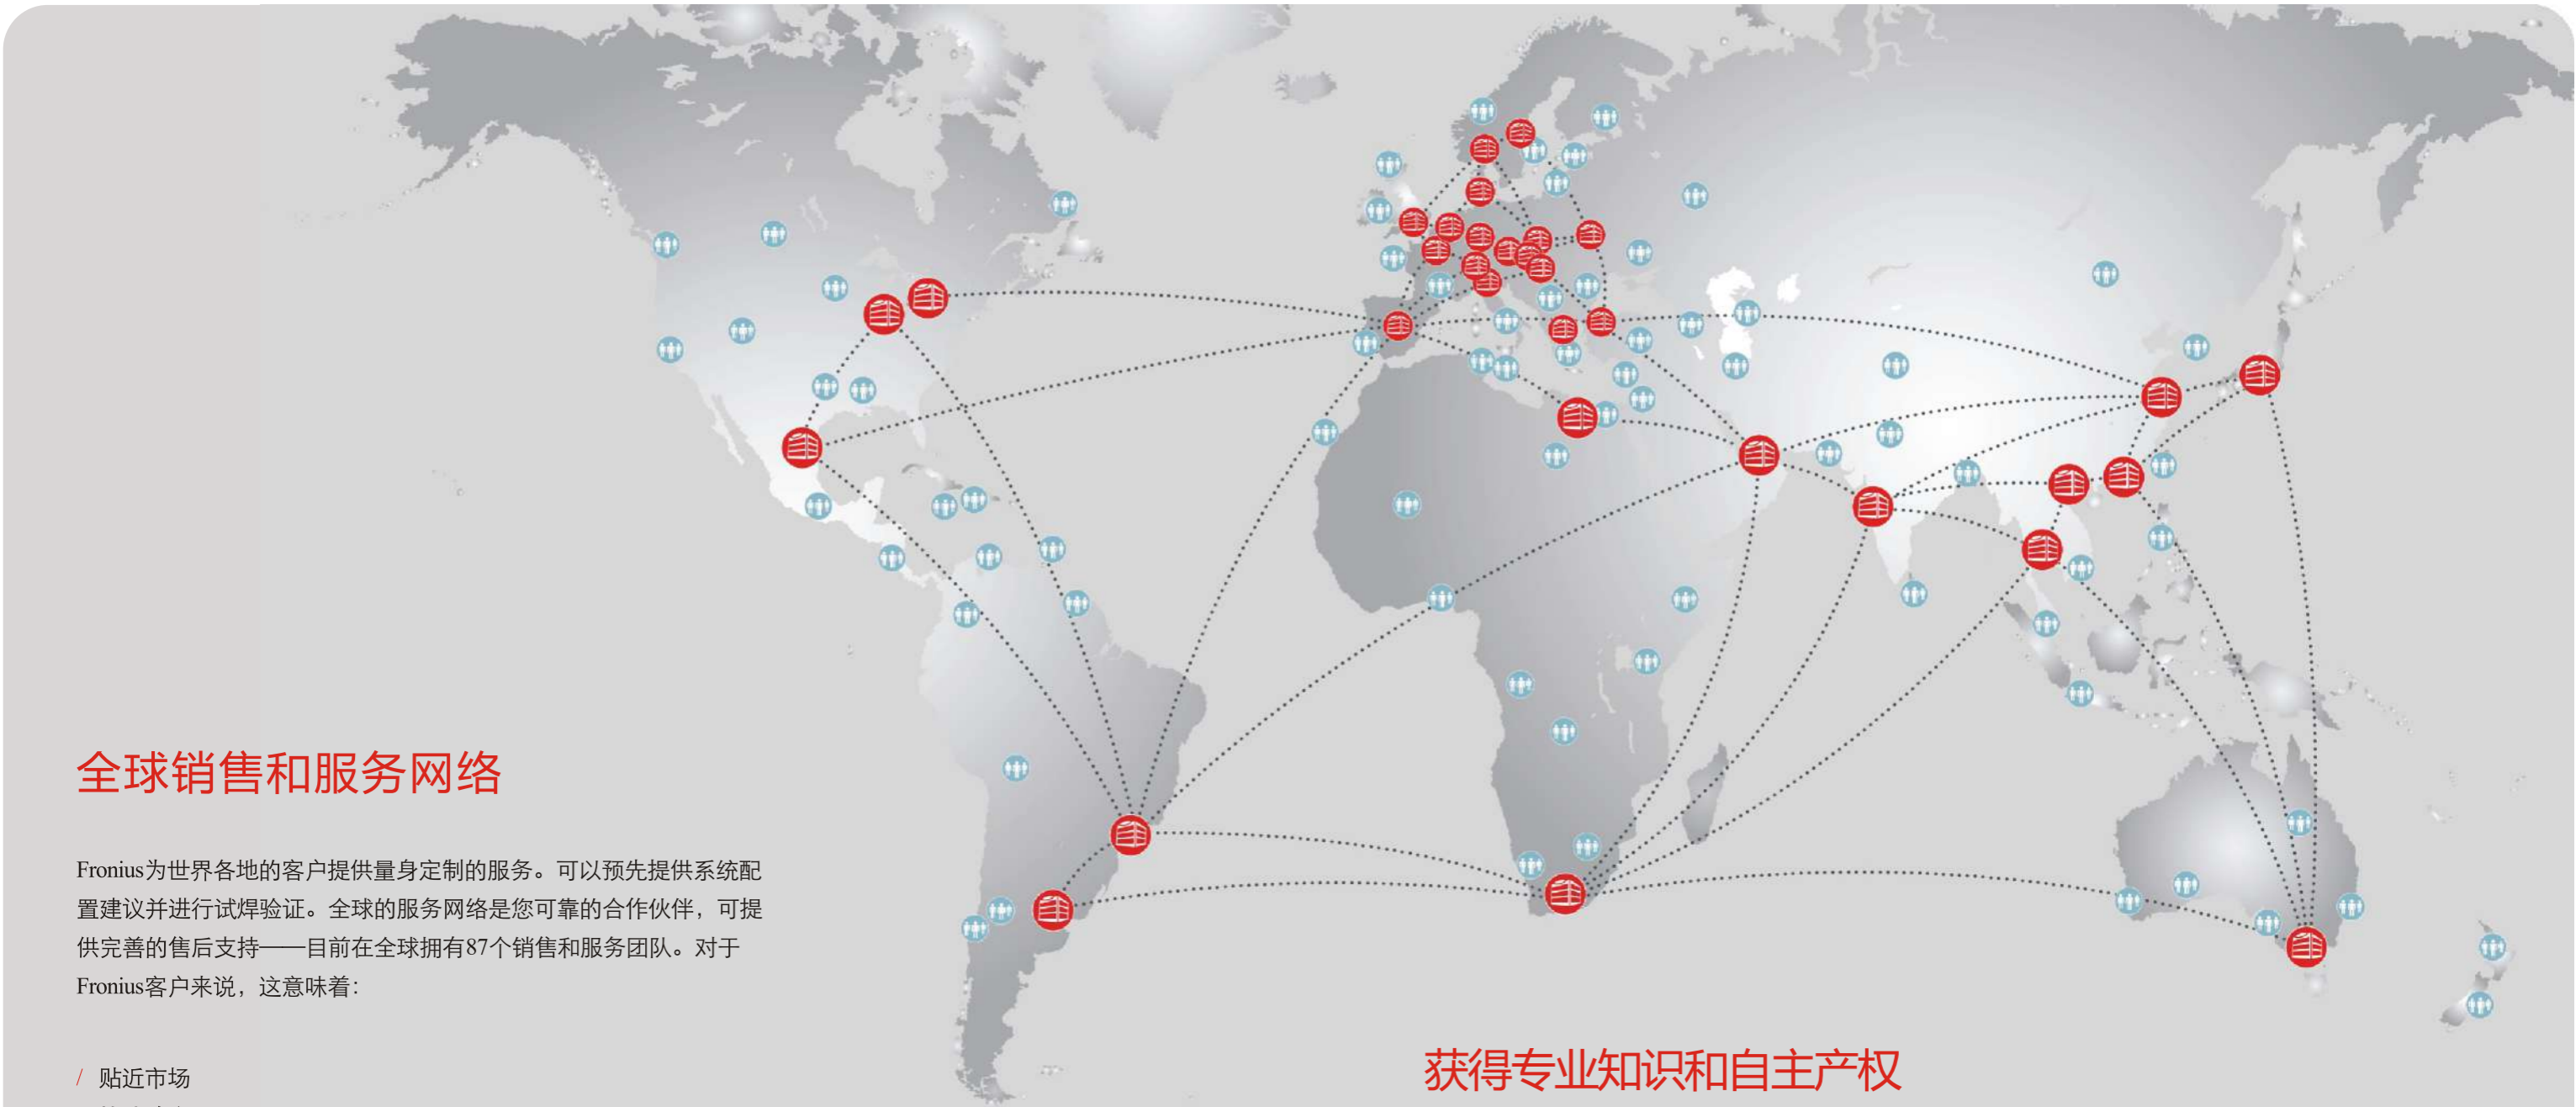 全球销售和服务网络
Fronius为世界各地的客户提供量身定制的服务。可以预先提供系统配
置建议并进行试焊验证。全球的服务网络是您可靠的合作伙伴，可提
供完善的售后支持——目前在全球拥有87个销售和服务团队。对于
Fronius客户来说，这意味着：
/ 贴近市场
获得专业知识和自主产权